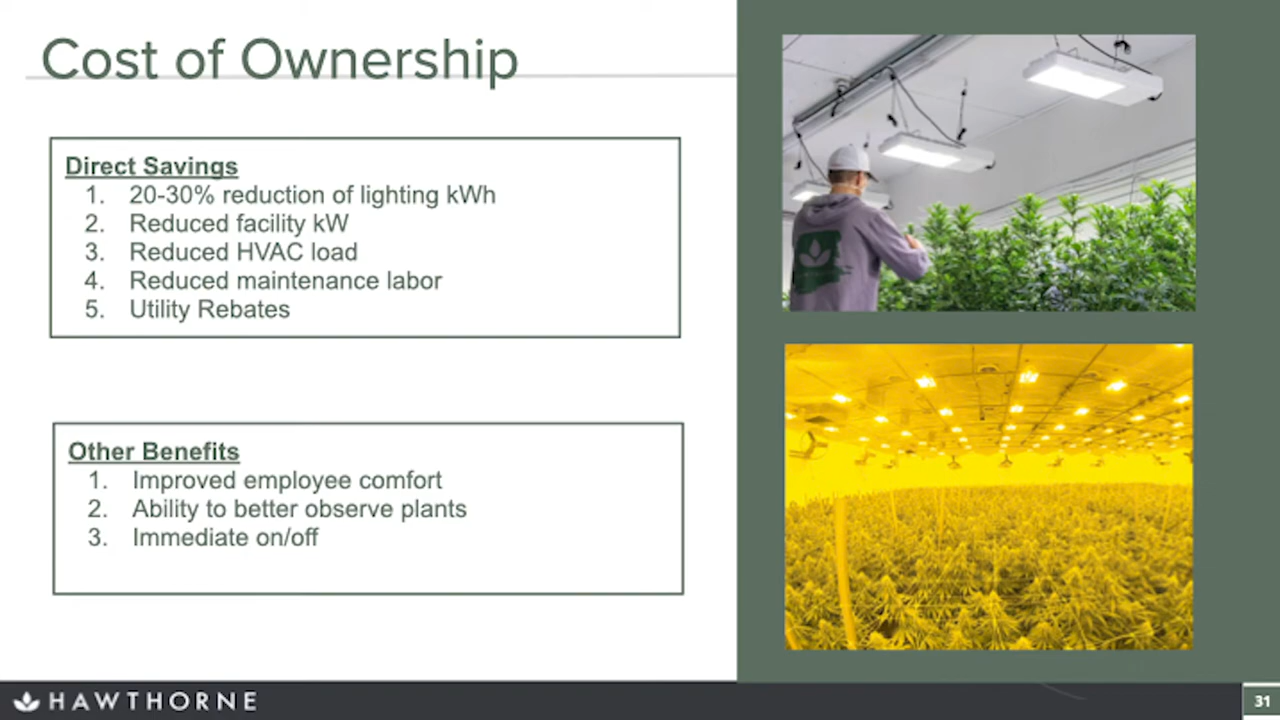 Cost of Ownership
Direct Savings
1. 20-30% reduction of lighting kWh
2. Reduced facility kW
3. Reduced HVAC load
4. Reduced maintenance labor
5. Utility Rebates
Other Benefits
1. Improved employee comfort
2. Ability to better observe plants
3. Immediate on/off
HAWTHORNE
31